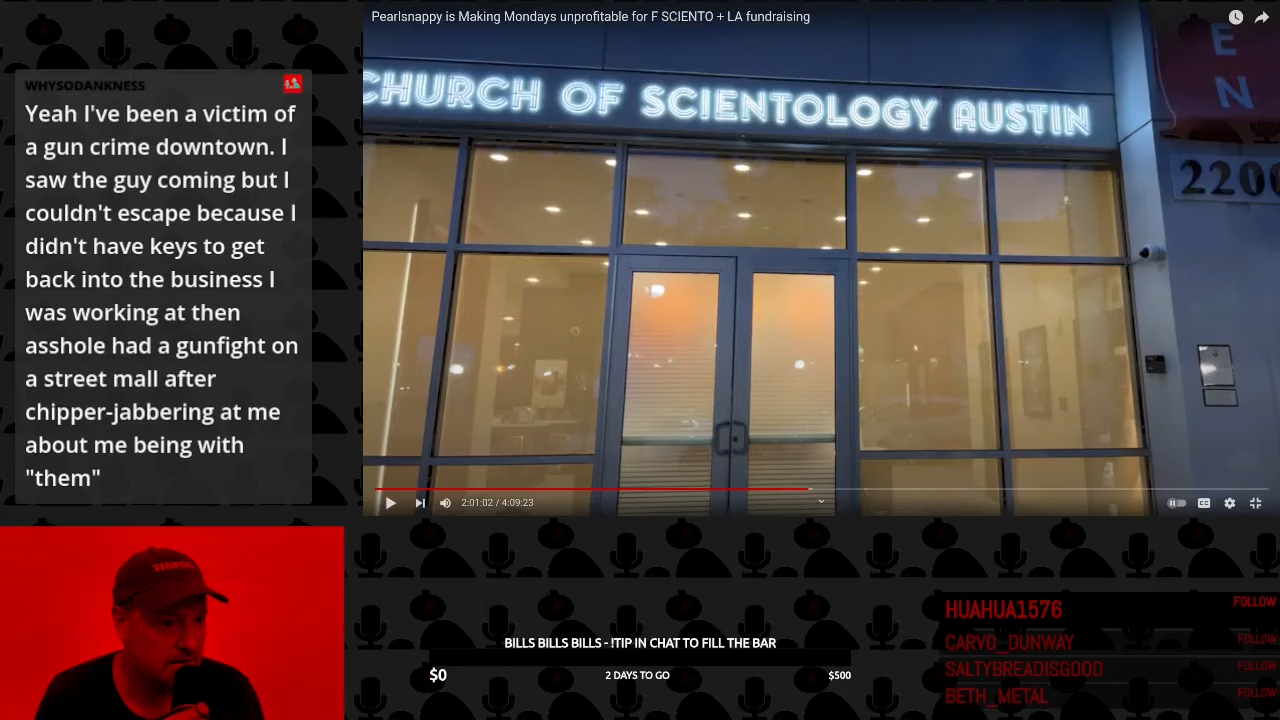 Pearlsnappy is Making Mondays unprofitable for F SCIENTO + LA fundraising
CHURCH OF SCIENTOLOGY AUSTIN
E
N
2200
WHYSODANKNESS
Yeah I've been a victim of
a gun crime downtown. I
saw the guy coming but I
couldn't escape because I
didn't have keys to get
back into the business I
was working at then
asshole had a gunfight on
a street mall after
chipper-jabbering at me
about me being with
"them"
2:01:02 / 4:09:23
CC
BILLS BILLS BILLS - !TIP IN CHAT TO FILL THE BAR
$0
2 DAYS TO GO
$500
HUAHUA1576 FOLLOW
CARVO_DUNWAY FOLLOW
SALTYBREADISGOOD FOLLOW
BETH_METAL FOLLOW